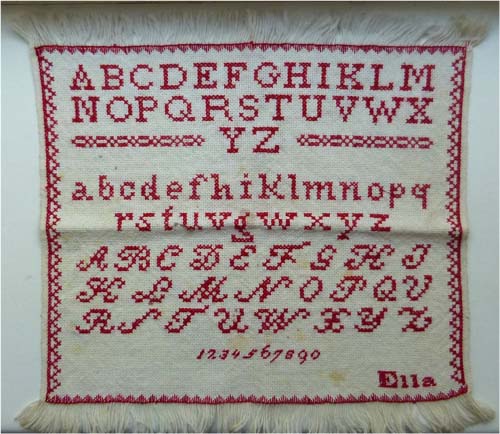 ABCDEFGHIKLM
NOPQRSTUVWX
YZ
abcdefhiklmnopq
rstuvgwxyz
ABCDEFGHI
KLMNOPQV
RSTUWXYZ
1234567890
Ella